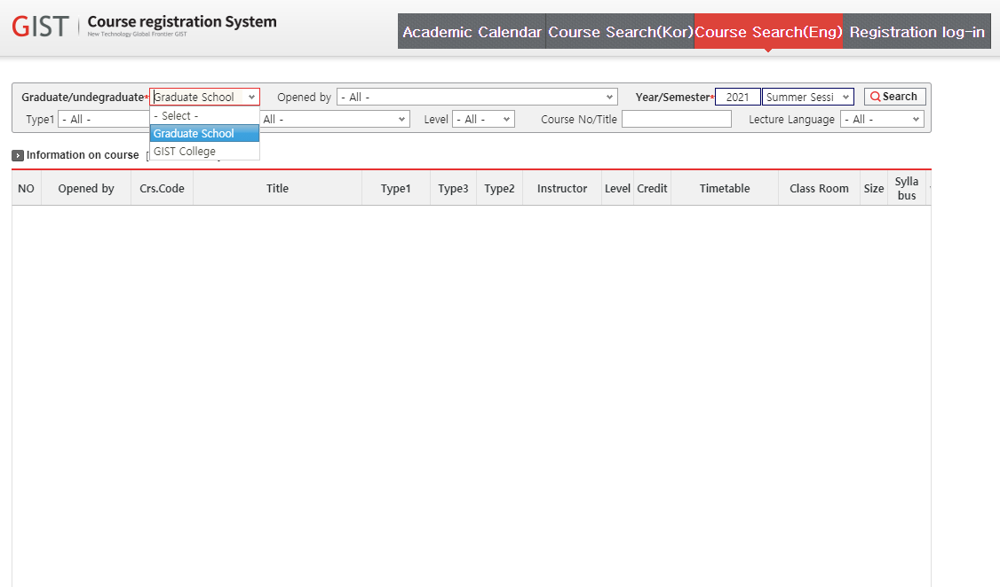 GIST Course registration System
New Technology Global Frontier GIST
Academic Calendar Course Search(Kor) Course Search(Eng) Registration log-in
Graduate/undegraduate* Graduate School Opened by - All - Year/Semester* 2021 Summer Sessi Search
Type1 - All - All - Level - All - Course No/Title Lecture Language - All -
- Select -
Graduate School
GIST College
Information on course [
NO Opened by Crs.Code Title Type1 Type3 Type2 Instructor Level Credit Timetable Class Room Size Sylla
bus